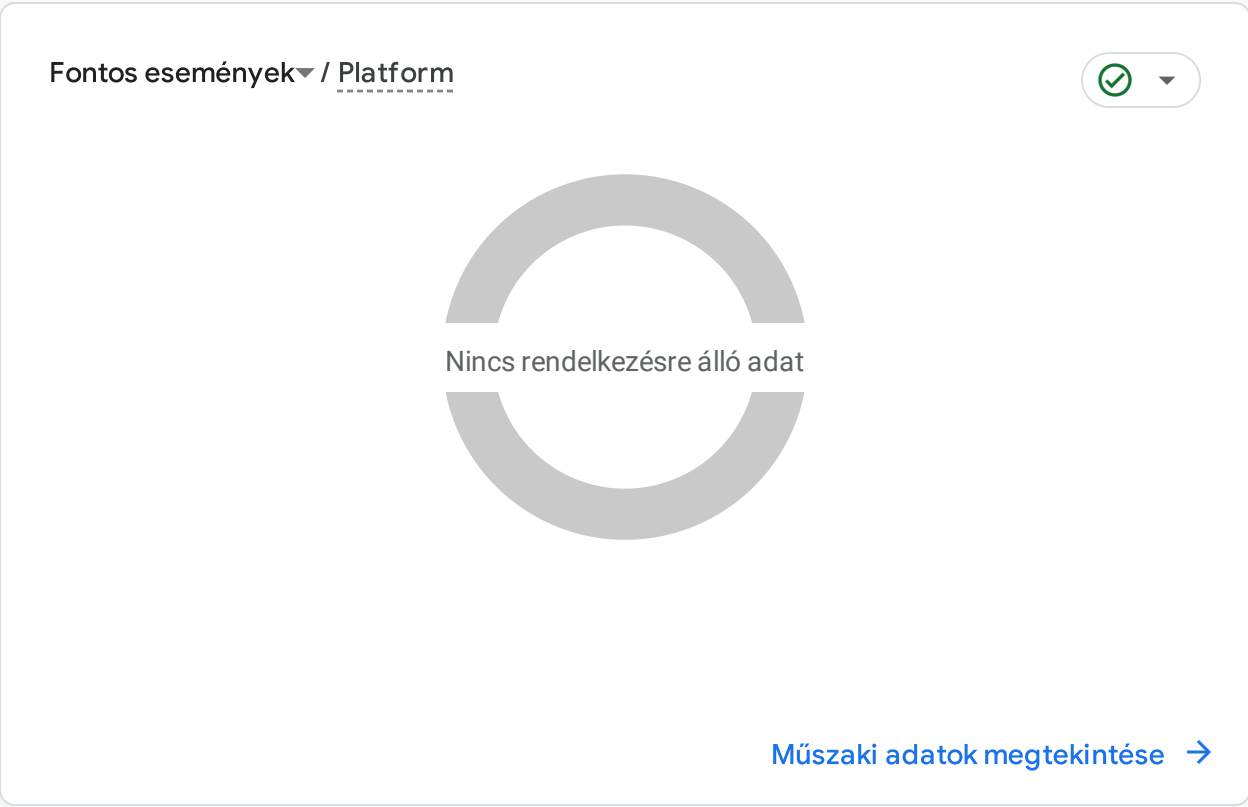 Fontos események / Platform
Nincs rendelkezésre álló adat
Műszaki adatok megtekintése